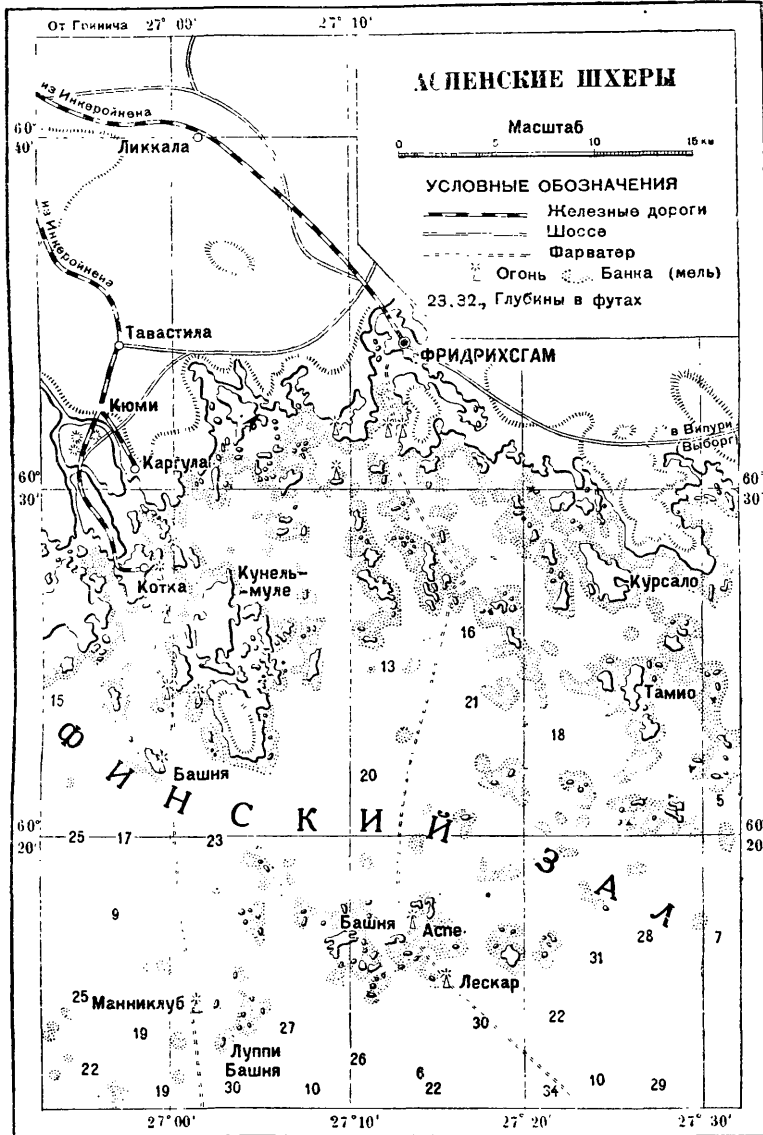 От Гринича 27° 00' 27° 10'
АСПЕНСКИЕ ШХЕРЫ
Масштаб
0 5 10 15 км
УСЛОВНЫЕ ОБОЗНАЧЕНИЯ
Железные дороги
Шоссе
Фарватер
Огонь Банка (мель)
23.32., Глубины в футах
из Инкеройнена
60° 40'
Ликкала
из Инкеройнена
Тавастила
ФРИДРИХСГАМ
Кюми
в Випури
Выборг
Каргула
60° 30'
60° 30'
Котка
Кунель-
-муле
Курсало
16
13
15
21
Тамио
18
Башня
20
5
ФИНСКИЙ ЗАЛ
60° 20'
25 17 23
60° 20'
9
Башня
Аспе
28 7
31
Лескар
25
Манниклуб
19
27
30
22
Луппи
Башня
26
22
6
10
19 30 10 22 34 29
27° 00' 27° 10' 27° 20' 27° 30'